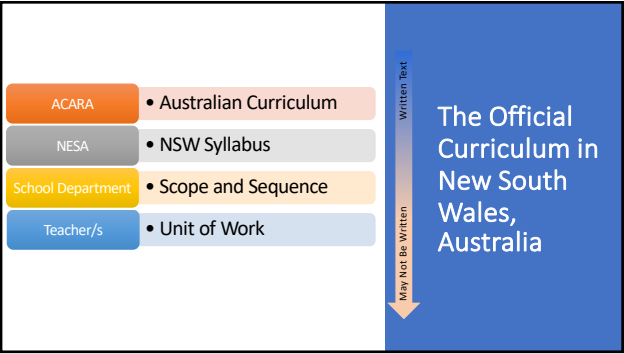 ACARA
• Australian Curriculum
NESA
• NSW Syllabus
School Department
• Scope and Sequence
Teacher/s
• Unit of Work
Written Text
May Not Be Written
The Official
Curriculum in
New South
Wales,
Australia